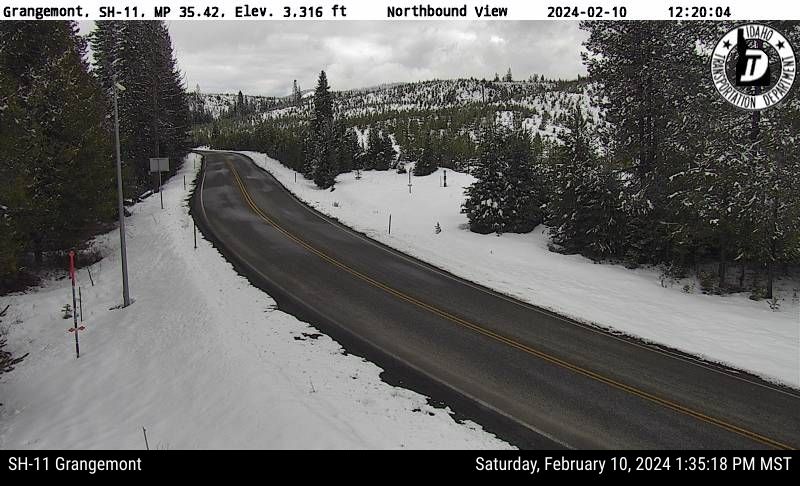 Grangemont, SH-11, MP 35.42, Elev. 3,316 ft Northbound View 2024-02-10 12:20:04
IDAHO
TRANSPORTATION DEPARTMENT
SH-11 Grangemont Saturday, February 10, 2024 1:35:18 PM MST